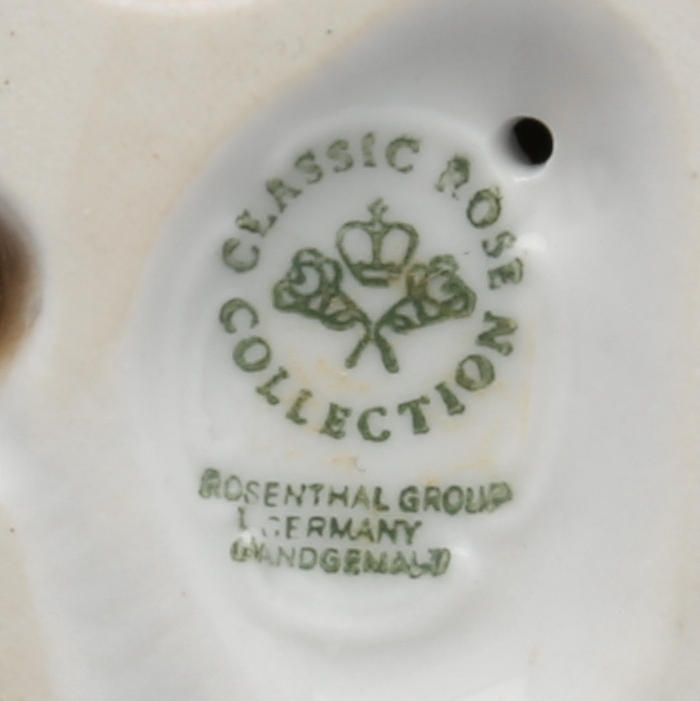 CLASSIC ROSE
COLLECTION
ROSENTHAL GROUP
GERMANY
HANDGEMALT